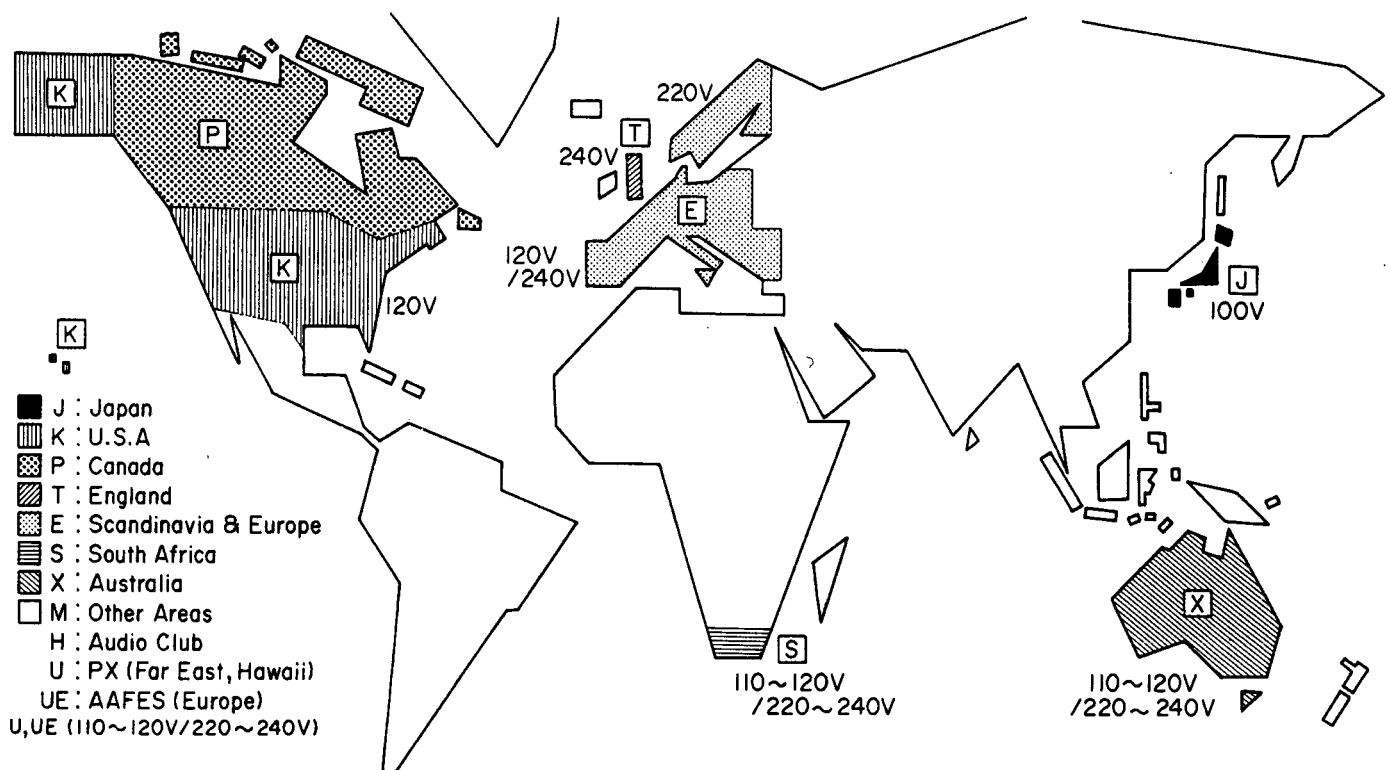 K
P
220V
T
240V
E
K
120V
/240V
120V
J
100V
K
J : Japan
K : U.S.A
P : Canada
T : England
E : Scandinavia & Europe
S : South Africa
X : Australia
M : Other Areas
H : Audio Club
U : PX (Far East, Hawaii)
UE : AAFES (Europe)
U,UE (110~120V/220~240V)
X
S
110~120V
/220~240V
110~120V
/220~240V